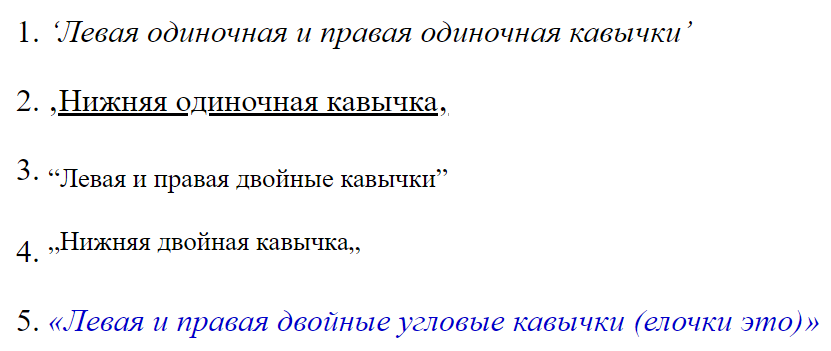 1. ‘Левая одиночная и правая одиночная кавычки’
2. ‚Нижняя одиночная кавычка‚
3. “Левая и правая двойные кавычки”
4. „Нижняя двойная кавычка„
5. «Левая и правая двойные угловые кавычки (елочки это)»